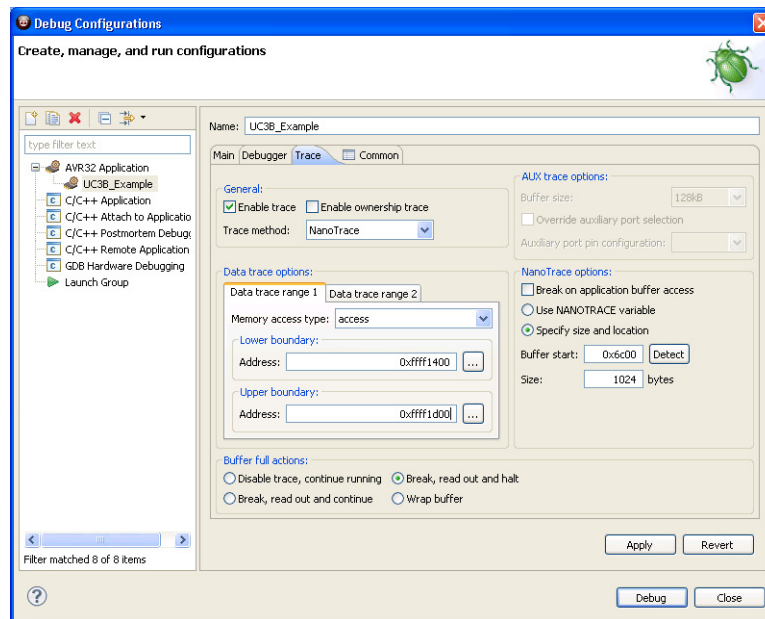 Debug Configurations
Create, manage, and run configurations
type filter text
AVR32 Application
UC3B_Example
C/C++ Application
C/C++ Attach to Applicatio
C/C++ Postmortem Debugg
C/C++ Remote Application
GDB Hardware Debugging
Launch Group
Filter matched 8 of 8 items
Name: UC3B_Example
Main Debugger Trace Common
General:
Enable trace Enable ownership trace
Trace method: NanoTrace
AUX trace options:
Buffer size: 128kB
Override auxiliary port selection
Auxiliary port pin configuration:
Data trace options:
Data trace range 1 Data trace range 2
Memory access type: access
Lower boundary:
Address: 0xffff1400 ...
Upper boundary:
Address: 0xffff1d00 ...
NanoTrace options:
Break on application buffer access
Use NANOTRACE variable
Specify size and location
Buffer start: 0x6c00 Detect
Size: 1024 bytes
Buffer full actions:
Disable trace, continue running Break, read out and halt
Break, read out and continue Wrap buffer
Apply Revert
? Debug Close